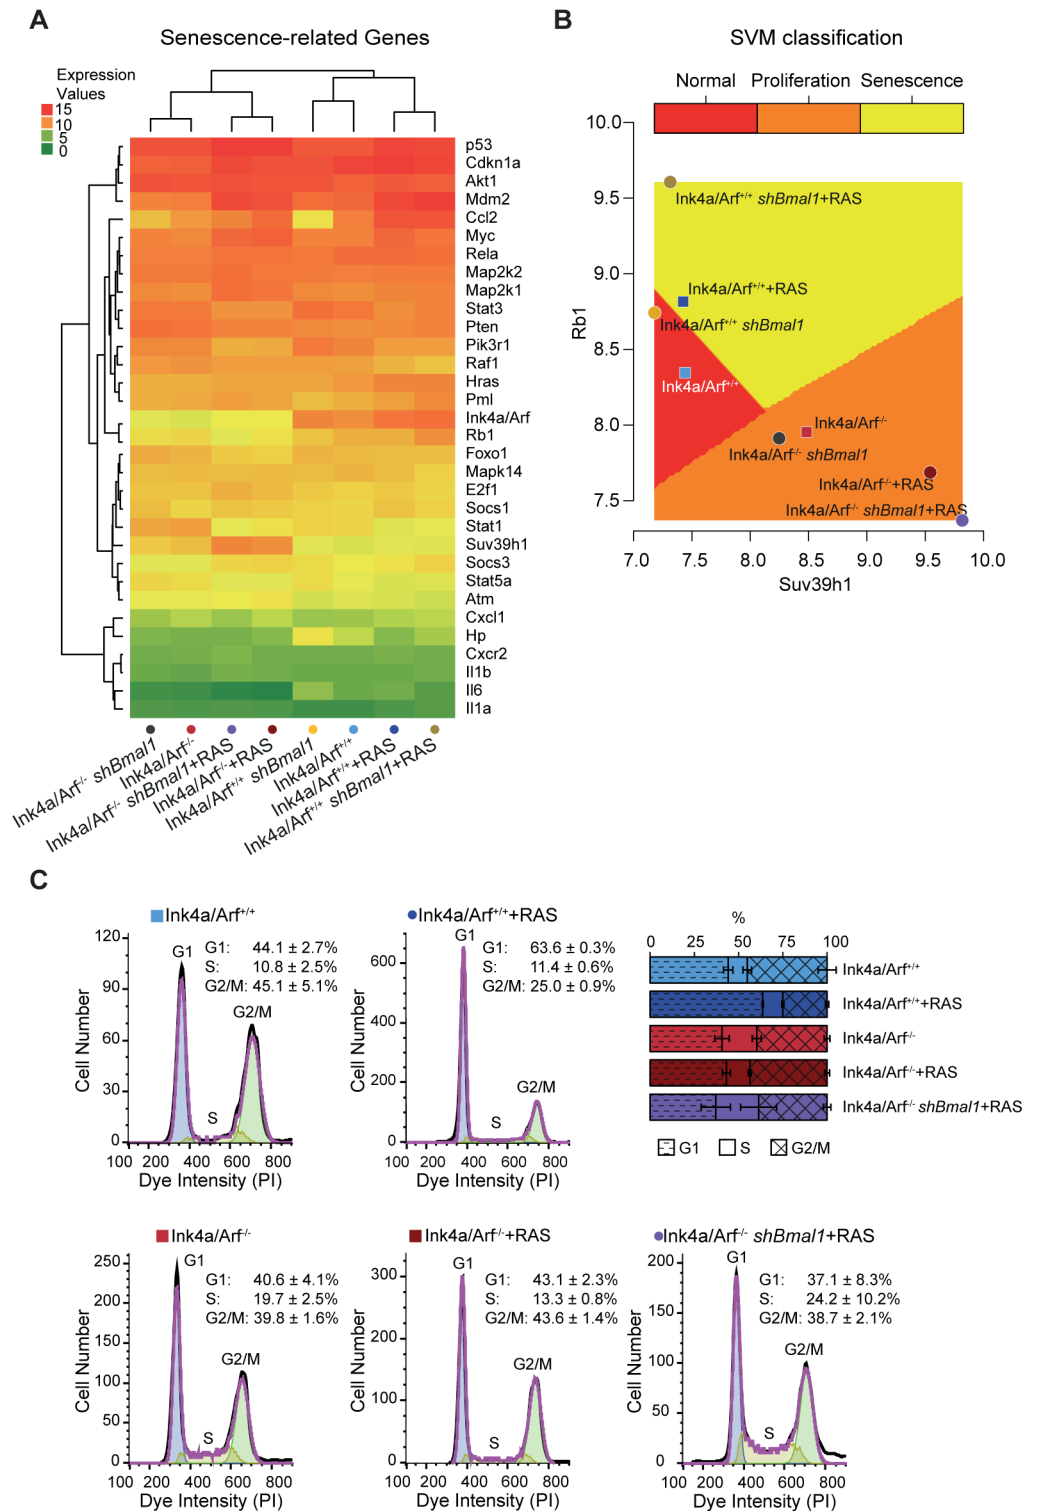 A
Senescence-related Genes
Expression
Values
15
10
5
0
p53
Cdkn1a
Akt1
Mdm2
Ccl2
Myc
Rela
Map2k2
Map2k1
Stat3
Pten
Pik3r1
Raf1
Hras
Pml
Ink4a/Arf
Rb1
Foxo1
Mapk14
E2f1
Socs1
Stat1
Suv39h1
Socs3
Stat5a
Atm
Cxcl1
Hp
Cxcr2
Il1b
Il6
Il1a
Ink4a/Arf-/- shBmal1
Ink4a/Arf-/-
Ink4a/Arf-/- shBmal1+RAS
Ink4a/Arf-/-+RAS
Ink4a/Arf+/+ shBmal1
Ink4a/Arf+/+
Ink4a/Arf+/++RAS
Ink4a/Arf+/+ shBmal1+RAS
B
SVM classification
Normal Proliferation Senescence
10.0
9.5
9.0
8.5
8.0
7.5
Rb1
Ink4a/Arf+/+ shBmal1+RAS
Ink4a/Arf+/++RAS
Ink4a/Arf+/+ shBmal1
Ink4a/Arf+/+
Ink4a/Arf-/-
Ink4a/Arf-/- shBmal1
Ink4a/Arf-/-+RAS
Ink4a/Arf-/- shBmal1+RAS
7.0 7.5 8.0 8.5 9.0 9.5 10.0
Suv39h1
C
Ink4a/Arf+/+
120
90
60
30
0
Cell Number
G1
G1: 44.1 ± 2.7%
S: 10.8 ± 2.5%
G2/M: 45.1 ± 5.1%
G2/M
S
100 200 400 600 800
Dye Intensity (PI)
Ink4a/Arf+/++RAS
600
400
200
0
Cell Number
G1
G1: 63.6 ± 0.3%
S: 11.4 ± 0.6%
G2/M: 25.0 ± 0.9%
G2/M
S
100 200 400 600 800
Dye Intensity (PI)
%
0 25 50 75 100
Ink4a/Arf+/+
Ink4a/Arf+/++RAS
Ink4a/Arf-/-
Ink4a/Arf-/-+RAS
Ink4a/Arf-/- shBmal1+RAS
G1 S G2/M
Ink4a/Arf-/-
250
200
150
100
50
0
Cell Number
G1
G1: 40.6 ± 4.1%
S: 19.7 ± 2.5%
G2/M: 39.8 ± 1.6%
G2/M
S
100 200 400 600 800
Dye Intensity (PI)
Ink4a/Arf-/-+RAS
300
200
100
0
Cell Number
G1
G1: 43.1 ± 2.3%
S: 13.3 ± 0.8%
G2/M: 43.6 ± 1.4%
G2/M
S
100 200 400 600 800
Dye Intensity (PI)
Ink4a/Arf-/- shBmal1+RAS
200
150
100
50
0
Cell Number
G1
G1: 37.1 ± 8.3%
S: 24.2 ± 10.2%
G2/M: 38.7 ± 2.1%
G2/M
S
100 200 400 600 800
Dye Intensity (PI)